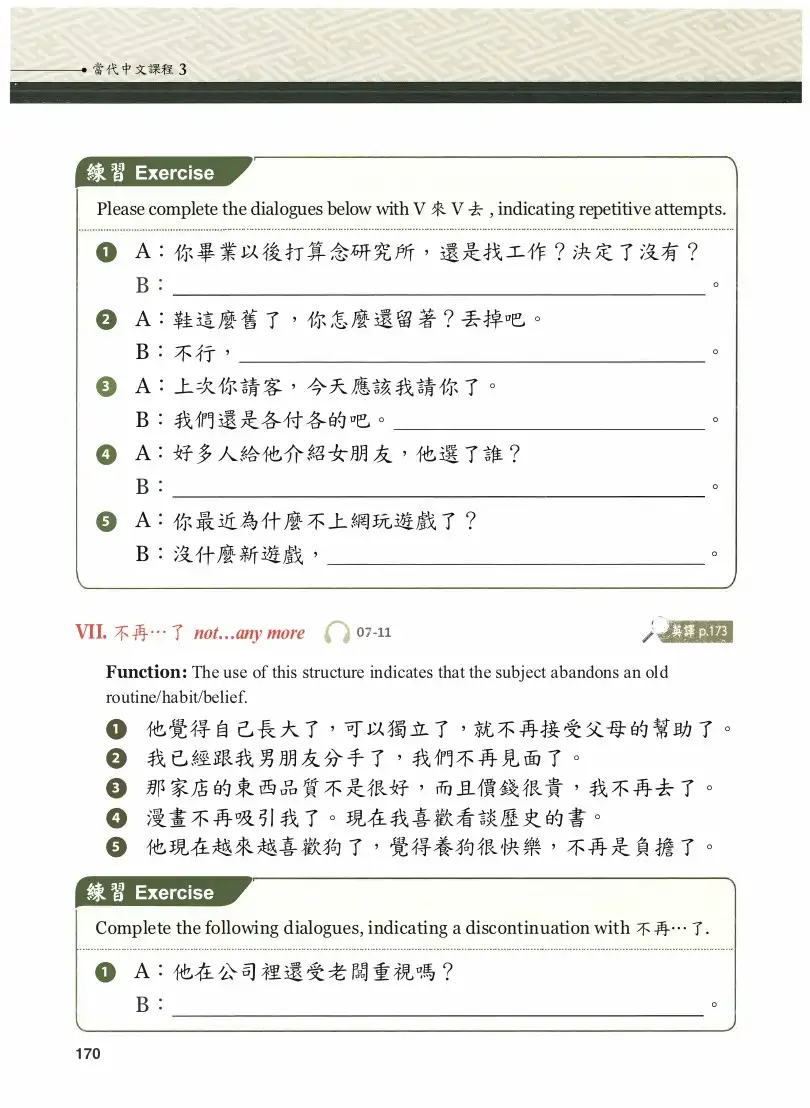 當代中文課程 3
練習 Exercise
Please complete the dialogues below with V 來 V 去 , indicating repetitive attempts.
1 A：你畢業以後打算念研究所，還是找工作？決定了沒有？
B：。
2 A：鞋這麼舊了，你怎麼還留著？丟掉吧。
B：不行，。
3 A：上次你請客，今天應該我請你了。
B：我們還是各付各的吧。。
4 A：好多人給他介紹女朋友，他選了誰？
B：。
5 A：你最近為什麼不上網玩遊戲了？
B：沒什麼新遊戲，。
VII. 不再…了 not…any more 07-11 英譯 p.173
Function: The use of this structure indicates that the subject abandons an old
routine/habit/belief.
1 他覺得自己長大了，可以獨立了，就不再接受父母的幫助了。
2 我已經跟我男朋友分手了，我們不再見面了。
3 那家店的東西品質不是很好，而且價錢很貴，我不再去了。
4 漫畫不再吸引我了。現在我喜歡看談歷史的書。
5 他現在越來越喜歡狗了，覺得養狗很快樂，不再是負擔了。
練習 Exercise
Complete the following dialogues, indicating a discontinuation with 不再…了.
1 A：他在公司裡還受老闆重視嗎？
B：。
170